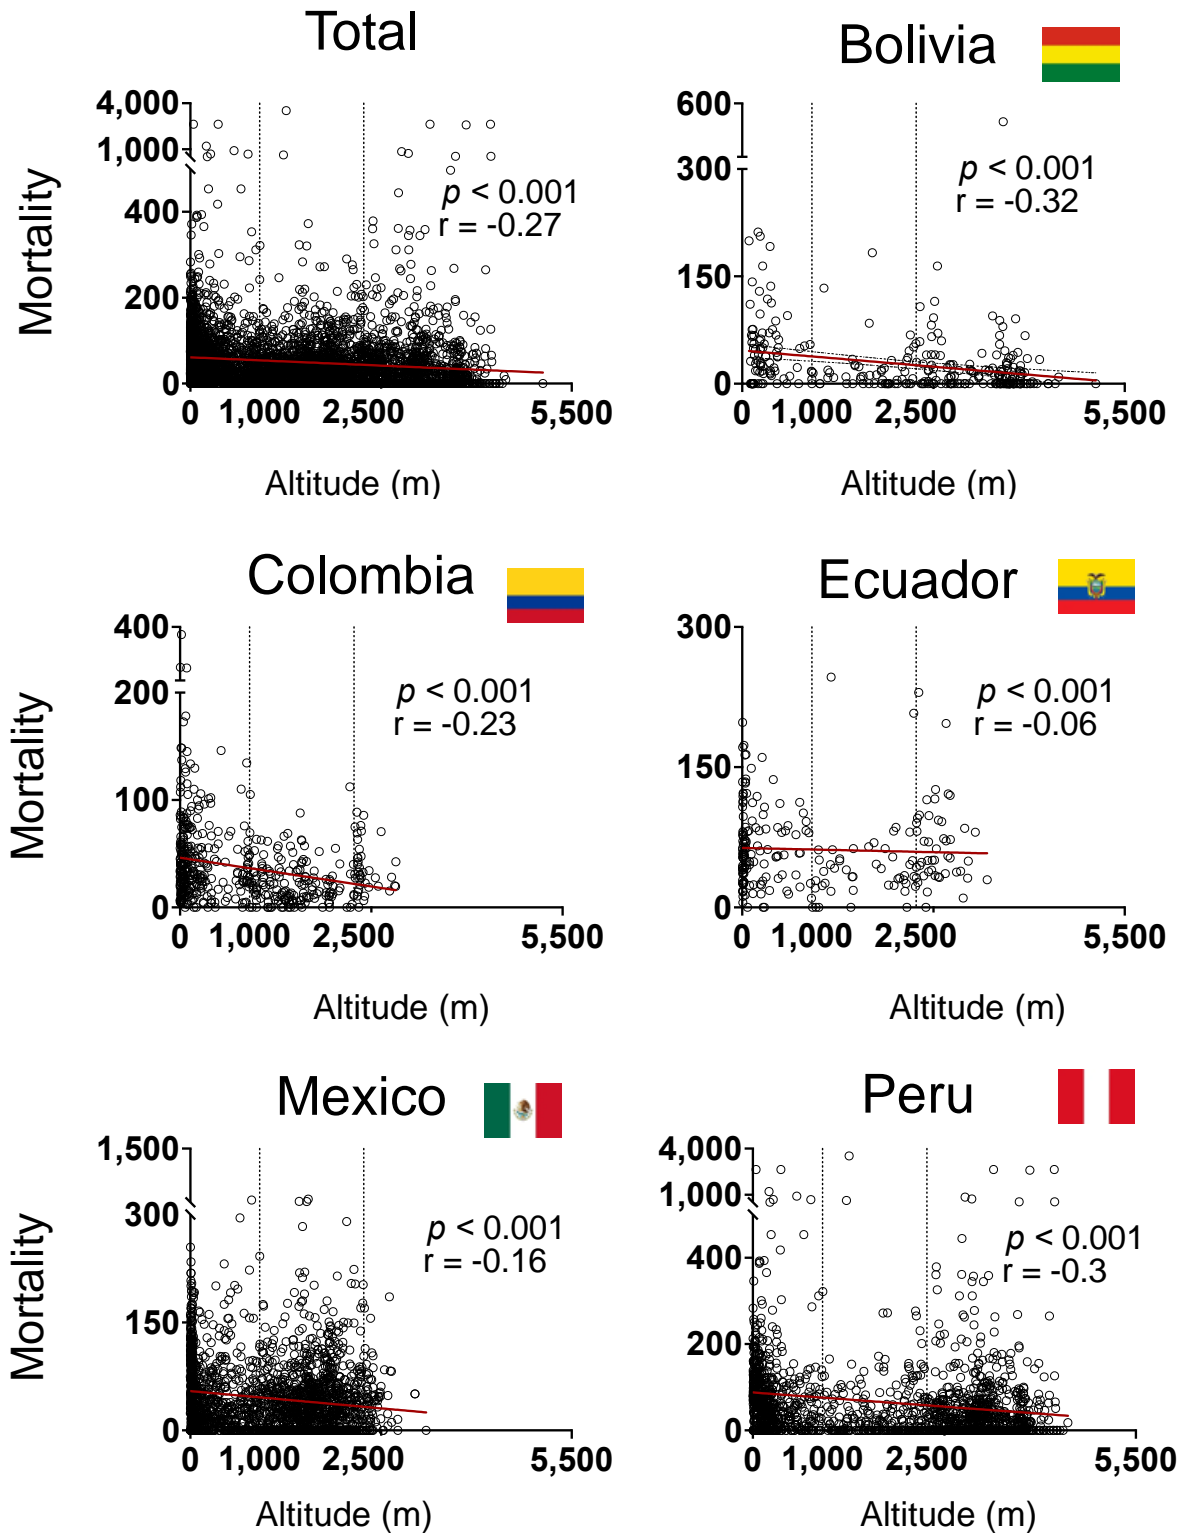 Total
Mortality
4,000
1,000
400
200
0
p < 0.001
r = -0.27
0 1,000 2,500 5,500
Altitude (m)
Bolivia
600
300
150
0
p < 0.001
r = -0.32
0 1,000 2,500 5,500
Altitude (m)
Colombia
Mortality
400
200
100
0
p < 0.001
r = -0.23
0 1,000 2,500 5,500
Altitude (m)
Ecuador
300
150
0
p < 0.001
r = -0.06
0 1,000 2,500 5,500
Altitude (m)
Mexico
Mortality
1,500
300
150
0
p < 0.001
r = -0.16
0 1,000 2,500 5,500
Altitude (m)
Peru
4,000
1,000
400
200
0
p < 0.001
r = -0.3
0 1,000 2,500 5,500
Altitude (m)